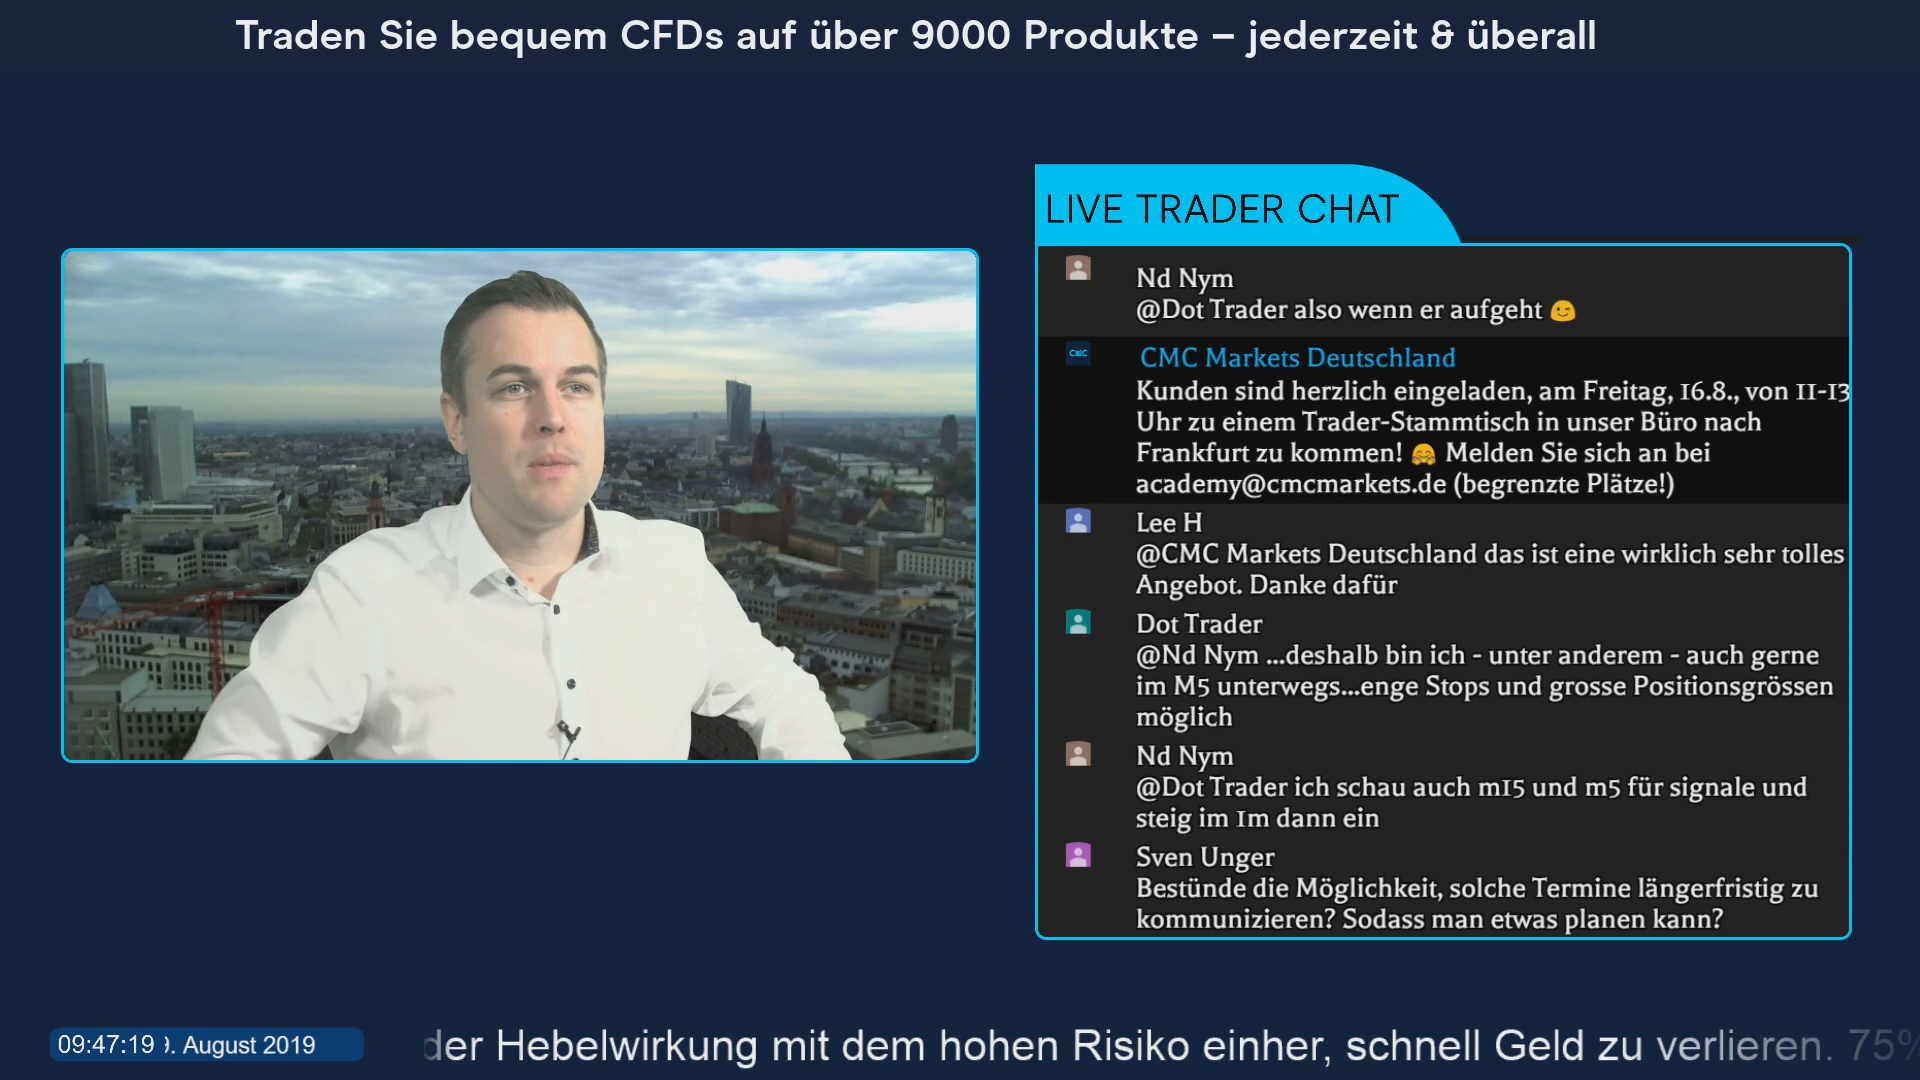 Traden Sie bequem CFDs auf über 9000 Produkte – jederzeit & überall
LIVE TRADER CHAT
Nd Nym
@Dot Trader also wenn er aufgeht 😉
CMC
CMC Markets Deutschland
Kunden sind herzlich eingeladen, am Freitag, 16.8., von 11-13
Uhr zu einem Trader-Stammtisch in unser Büro nach
Frankfurt zu kommen! 🤗 Melden Sie sich an bei
academy@cmcmarkets.de (begrenzte Plätze!)
Lee H
@CMC Markets Deutschland das ist eine wirklich sehr tolles
Angebot. Danke dafür
Dot Trader
@Nd Nym ...deshalb bin ich - unter anderem - auch gerne
im M5 unterwegs...enge Stops und grosse Positionsgrössen
möglich
Nd Nym
@Dot Trader ich schau auch m15 und m5 für signale und
steig im 1m dann ein
Sven Unger
Bestünde die Möglichkeit, solche Termine längerfristig zu
kommunizieren? Sodass man etwas planen kann?
09:47:19 . August 2019
der Hebelwirkung mit dem hohen Risiko einher, schnell Geld zu verlieren. 75%